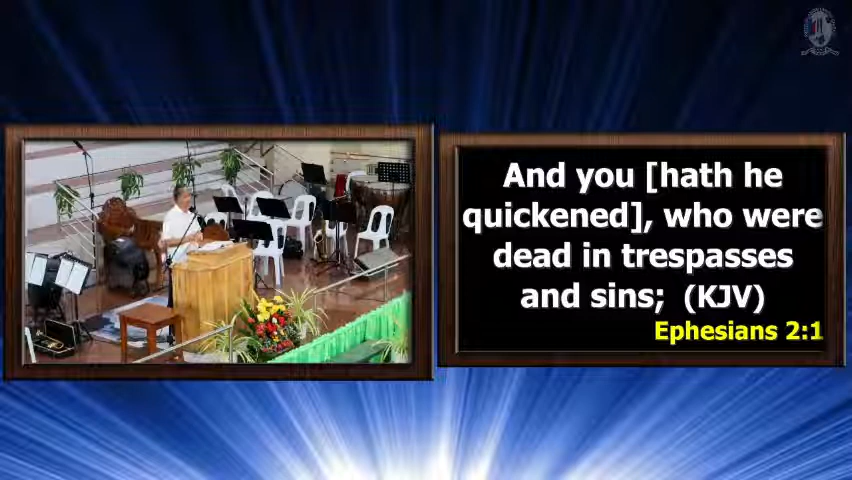 And you [hath he
quickened], who were
dead in trespasses
and sins;  (KJV)
Ephesians 2:1